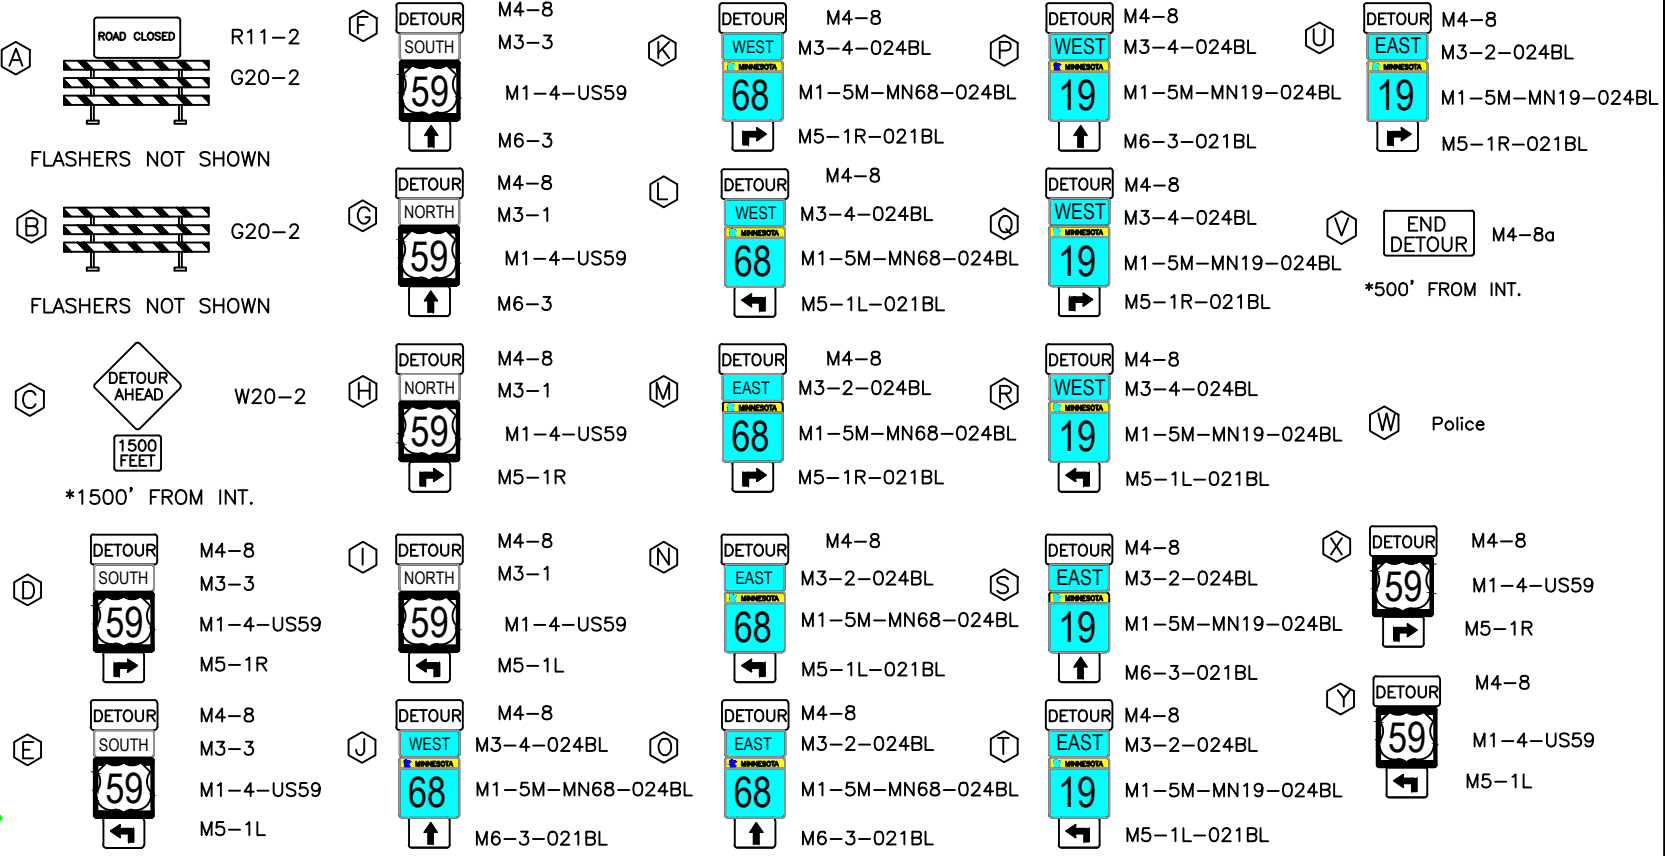 A
ROAD CLOSED
R11-2
G20-2
FLASHERS NOT SHOWN
B
G20-2
FLASHERS NOT SHOWN
C
DETOUR
AHEAD
W20-2
1500
FEET
*1500' FROM INT.
D
DETOUR
M4-8
SOUTH
M3-3
59
M1-4-US59
M5-1R
E
DETOUR
M4-8
SOUTH
M3-3
59
M1-4-US59
M5-1L
F
DETOUR
M4-8
SOUTH
M3-3
59
M1-4-US59
M6-3
G
DETOUR
M4-8
NORTH
M3-1
59
M1-4-US59
M6-3
H
DETOUR
M4-8
NORTH
M3-1
59
M1-4-US59
M5-1R
I
DETOUR
M4-8
NORTH
M3-1
59
M1-4-US59
M5-1L
J
DETOUR
M4-8
WEST
M3-4-024BL
MINNESOTA
68
M1-5M-MN68-024BL
M6-3-021BL
K
DETOUR
M4-8
WEST
M3-4-024BL
MINNESOTA
68
M1-5M-MN68-024BL
M5-1R-021BL
L
DETOUR
M4-8
WEST
M3-4-024BL
MINNESOTA
68
M1-5M-MN68-024BL
M5-1L-021BL
M
DETOUR
M4-8
EAST
M3-2-024BL
MINNESOTA
68
M1-5M-MN68-024BL
M5-1R-021BL
N
DETOUR
M4-8
EAST
M3-2-024BL
MINNESOTA
68
M1-5M-MN68-024BL
M5-1L-021BL
O
DETOUR
M4-8
EAST
M3-2-024BL
MINNESOTA
68
M1-5M-MN68-024BL
M6-3-021BL
P
DETOUR
M4-8
WEST
M3-4-024BL
MINNESOTA
19
M1-5M-MN19-024BL
M6-3-021BL
Q
DETOUR
M4-8
WEST
M3-4-024BL
MINNESOTA
19
M1-5M-MN19-024BL
M5-1R-021BL
R
DETOUR
M4-8
WEST
M3-4-024BL
MINNESOTA
19
M1-5M-MN19-024BL
M5-1L-021BL
S
DETOUR
M4-8
EAST
M3-2-024BL
MINNESOTA
19
M1-5M-MN19-024BL
M6-3-021BL
T
DETOUR
M4-8
EAST
M3-2-024BL
MINNESOTA
19
M1-5M-MN19-024BL
M5-1L-021BL
U
DETOUR
M4-8
EAST
M3-2-024BL
MINNESOTA
19
M1-5M-MN19-024BL
M5-1R-021BL
V
END
DETOUR
M4-8a
*500' FROM INT.
W
Police
X
DETOUR
M4-8
59
M1-4-US59
M5-1R
Y
DETOUR
M4-8
59
M1-4-US59
M5-1L